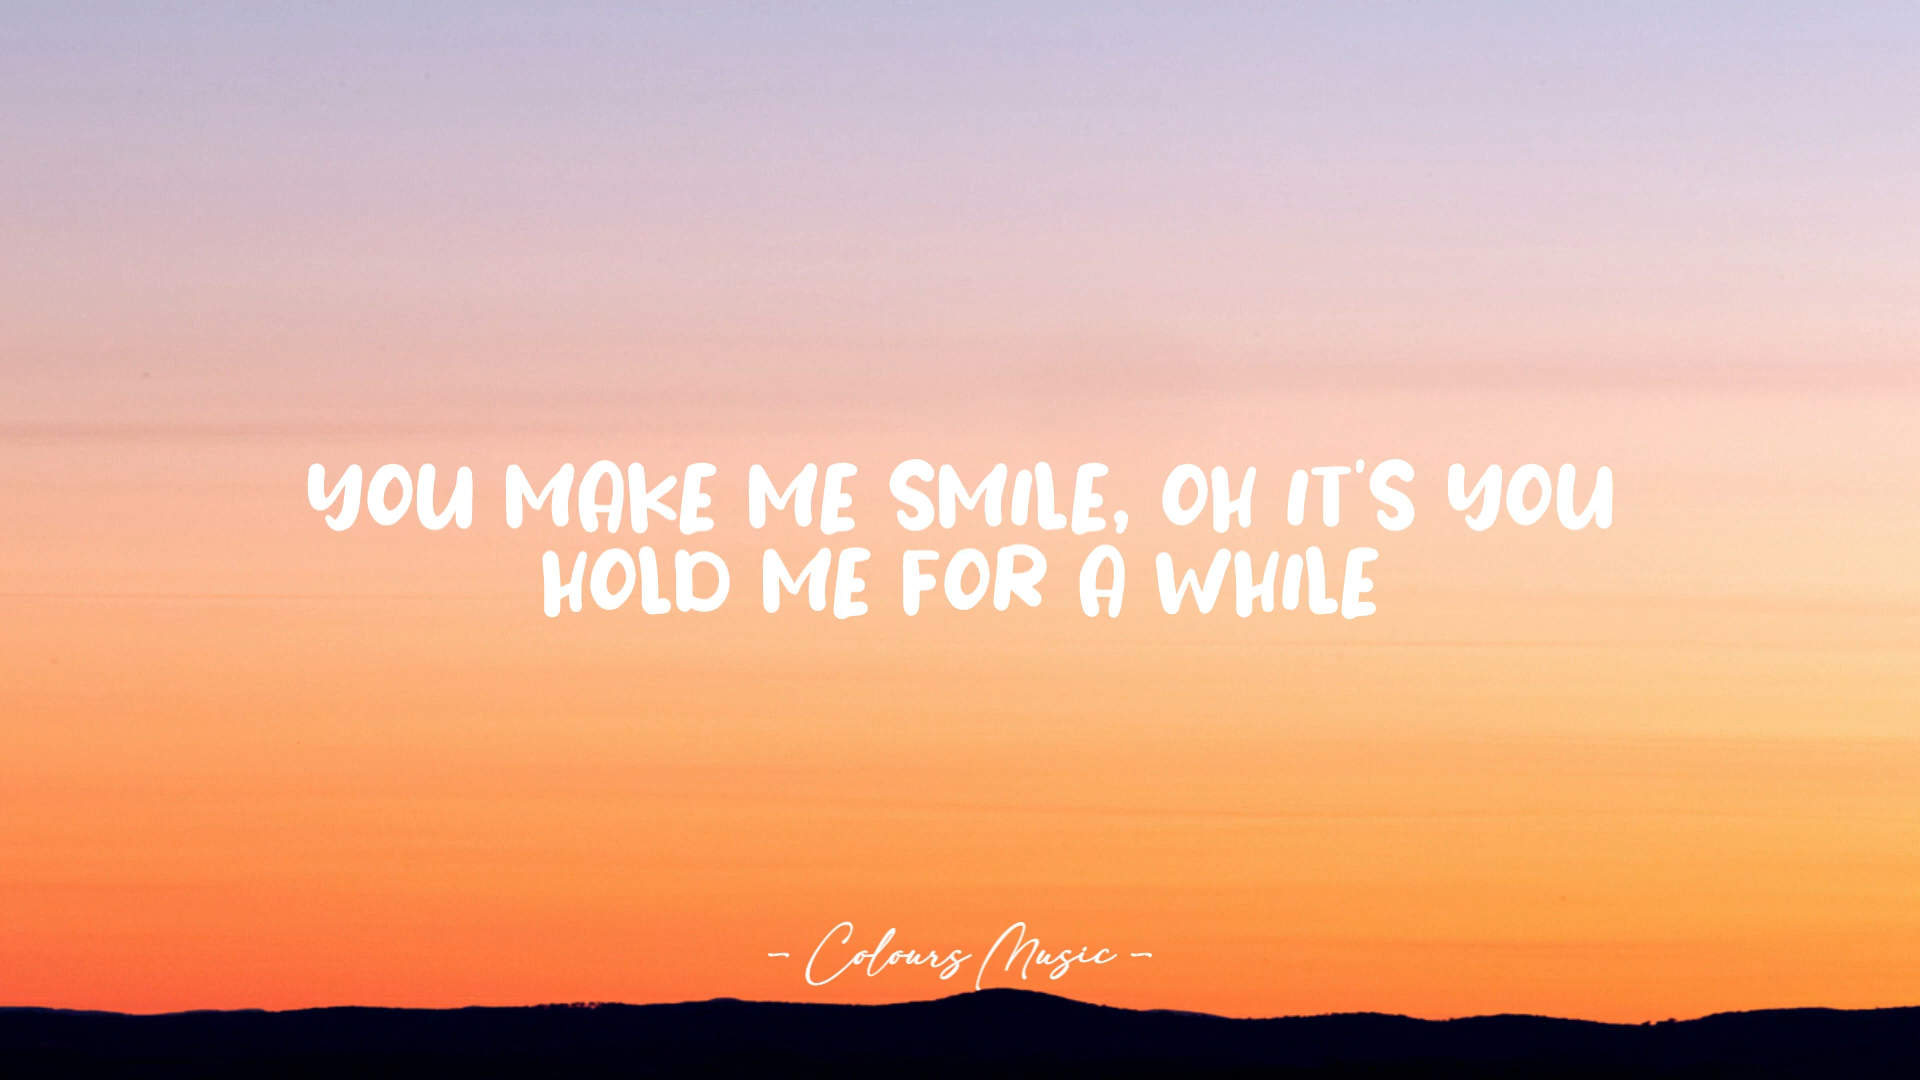 YOU MAKE ME SMILE, OH IT'S YOU
HOLD ME FOR A WHILE
- Colours Music -